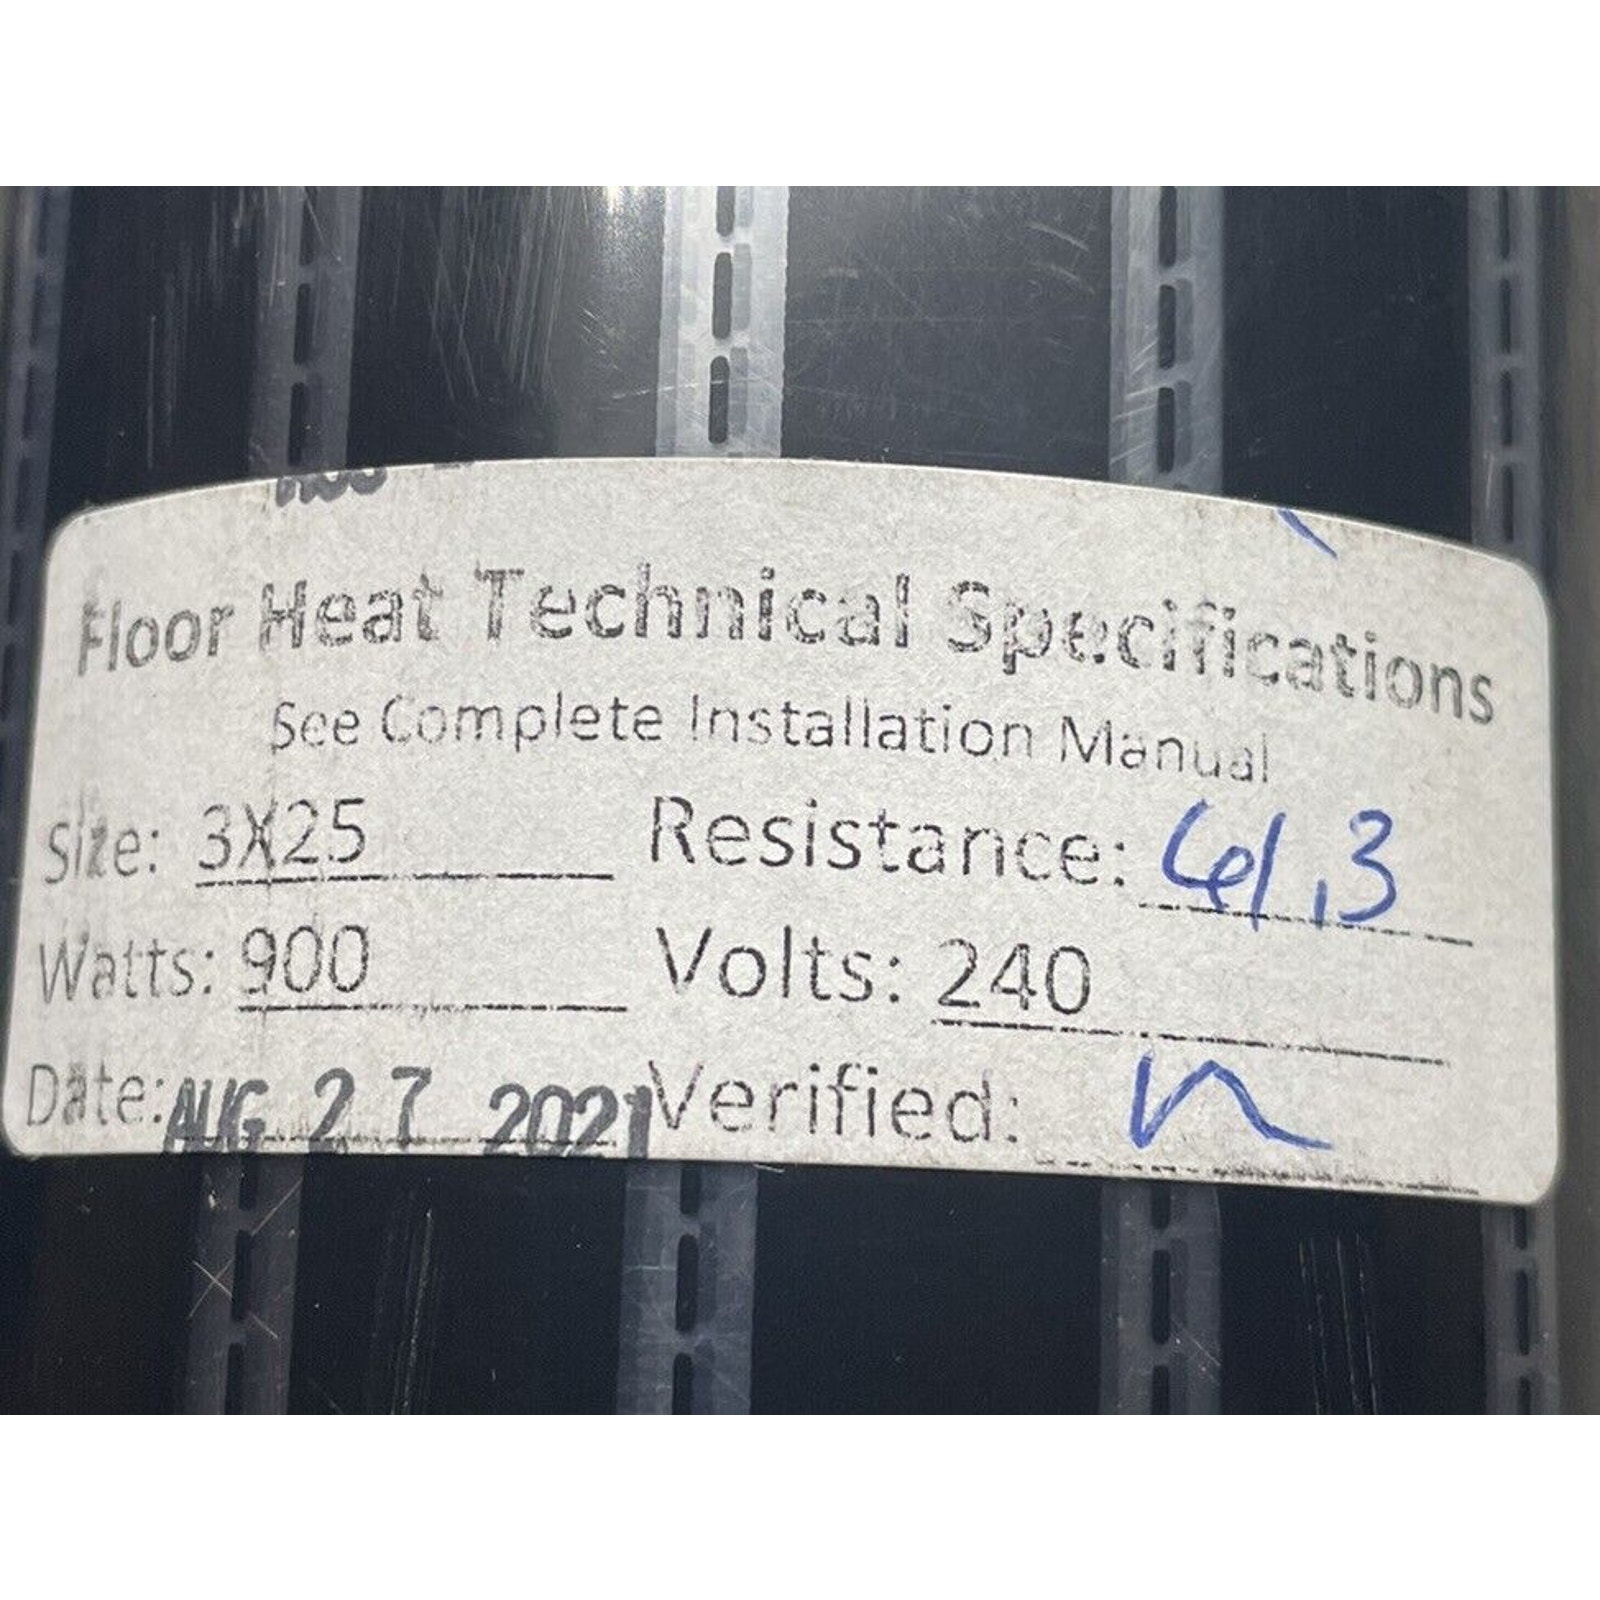 Floor Heat Technical Specifications
See Complete Installation Manual
Size: 3X25 Resistance: 61.3
Watts: 900 Volts: 240
Date: AUG 27 2021 Verified: